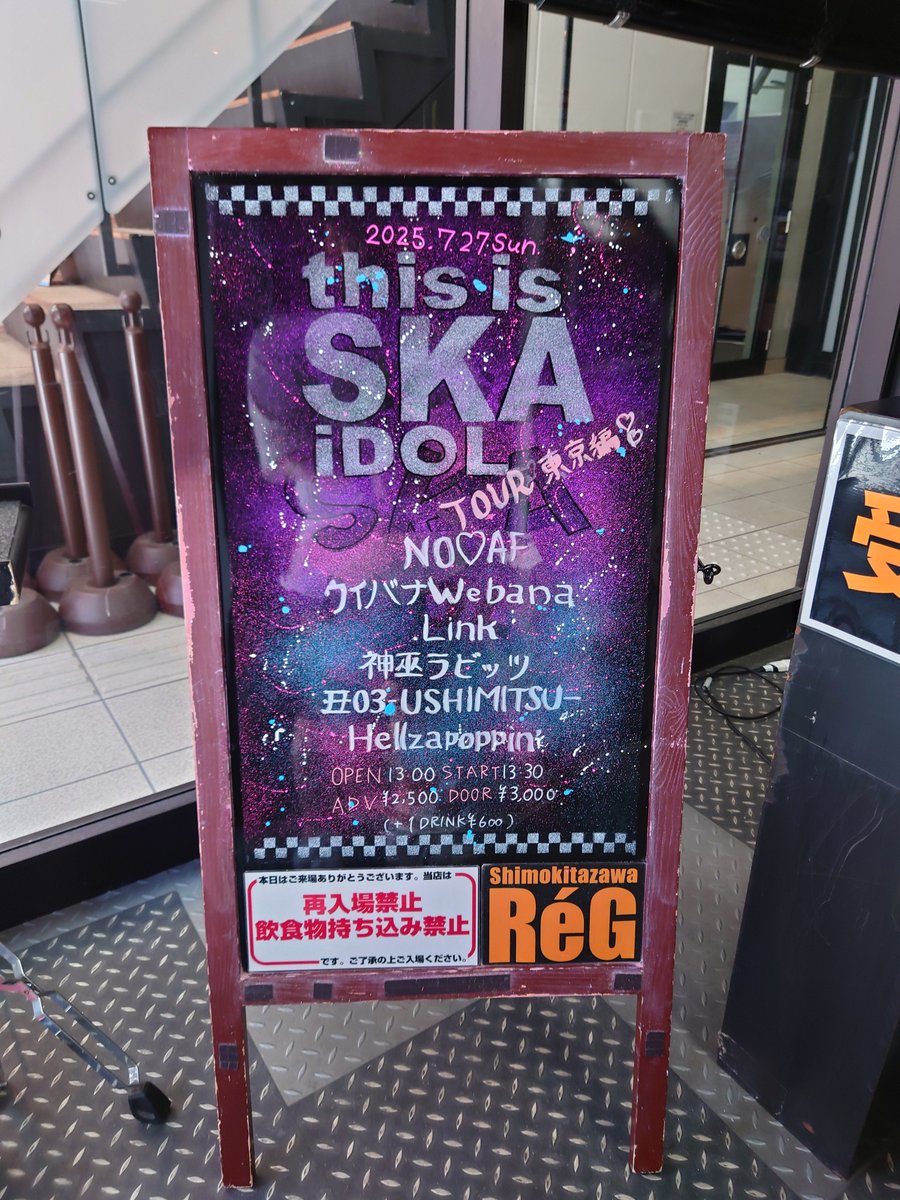 2025.7.27 Sun
this is
SKA
iDOL
TOUR 東京編
NO♡AF
クイバナWebana
Link
神巫ラビッツ
丑03-USHIMITSU-
Hellzapoppin'
OPEN 13:00 START 13:30
ADV ¥2,500 DOOR ¥3,000
(+1DRINK¥600)
本日はご来場ありがとうございます。当店は
再入場禁止
飲食物持ち込み禁止
です。ご了承の上ご入場ください。
Shimokitazawa
RéG